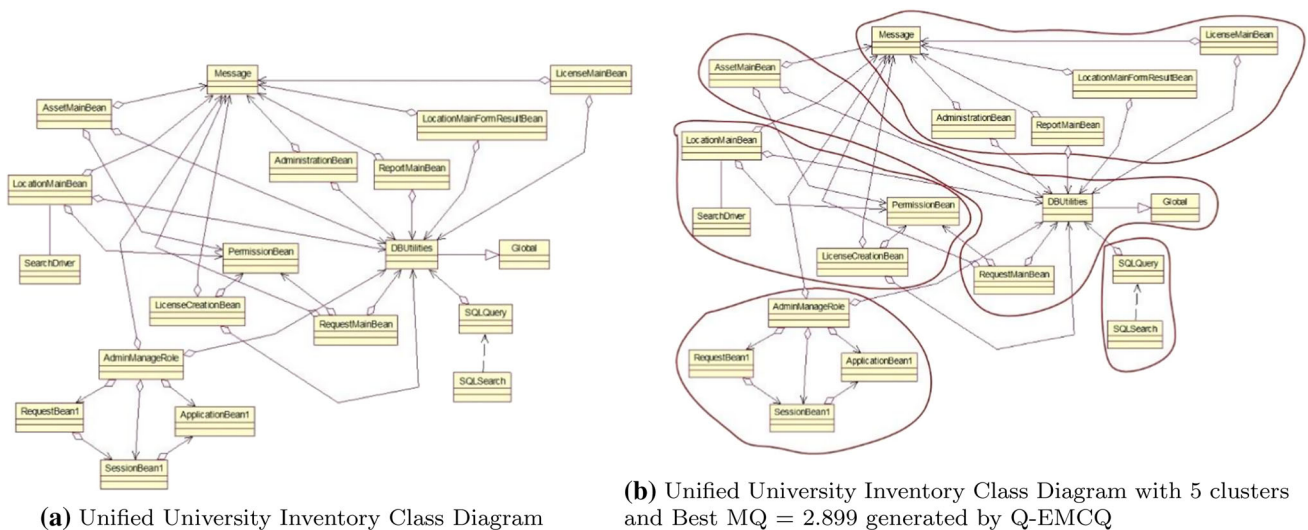 Message
LicenseMainBean
AssetMainBean
LocationMainFormResultBean
AdministrationBean
ReportMainBean
LocationMainBean
PermissionBean
DBUtilities
Global
SearchDriver
LicenseCreationBean
RequestMainBean
SQLQuery
AdminManageRole
SQLSearch
RequestBean1
ApplicationBean1
SessionBean1
(a) Unified University Inventory Class Diagram
Message
LicenseMainBean
AssetMainBean
LocationMainFormResultBean
AdministrationBean
ReportMainBean
LocationMainBean
PermissionBean
DBUtilities
Global
SearchDriver
LicenseCreationBean
RequestMainBean
SQLQuery
AdminManageRole
SQLSearch
RequestBean1
ApplicationBean1
SessionBean1
(b) Unified University Inventory Class Diagram with 5 clusters
and Best MQ = 2.899 generated by Q-EMCQ